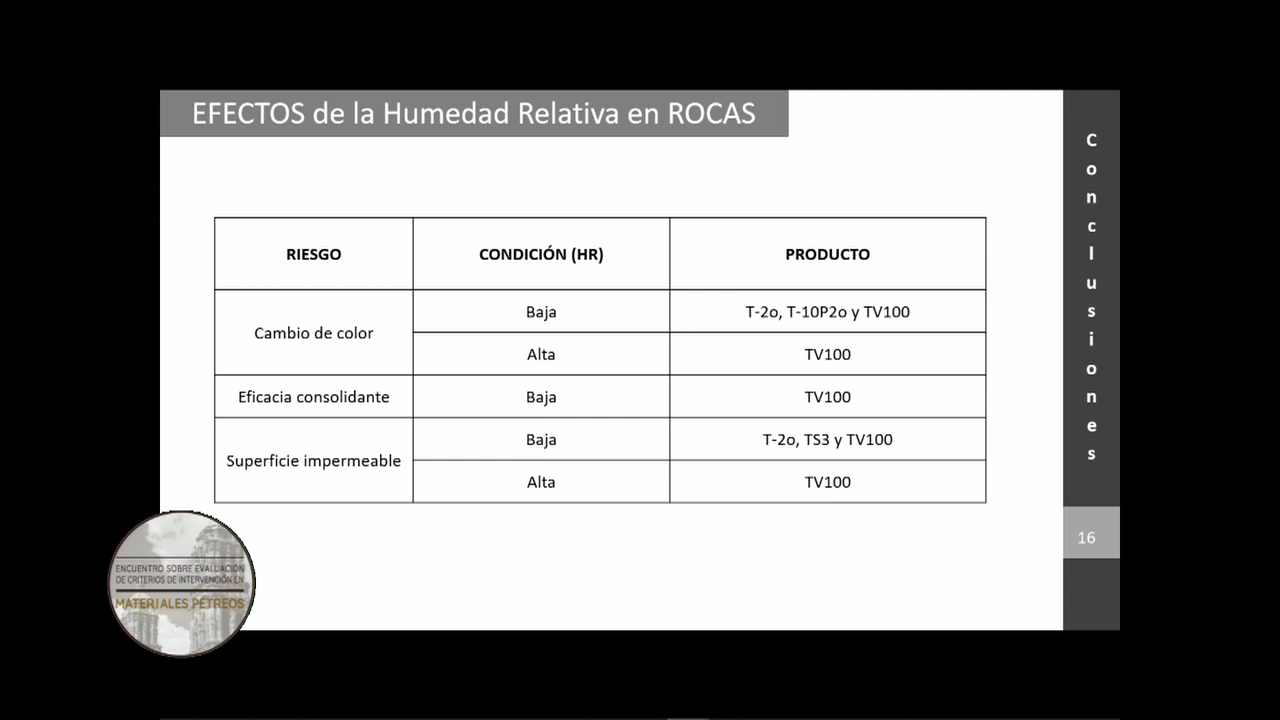 EFECTOS de la Humedad Relativa en ROCAS
RIESGO
CONDICIÓN (HR)
PRODUCTO
Cambio de color
Baja
T-2o, T-10P2o y TV100
Alta
TV100
Eficacia consolidante
Baja
TV100
Superficie impermeable
Baja
T-2o, TS3 y TV100
Alta
TV100
Conclusiones
16
ENCUENTRO SOBRE EVALUACIÓN
DE CRITERIOS DE INTERVENCIÓN EN
MATERIALES PÉTREOS